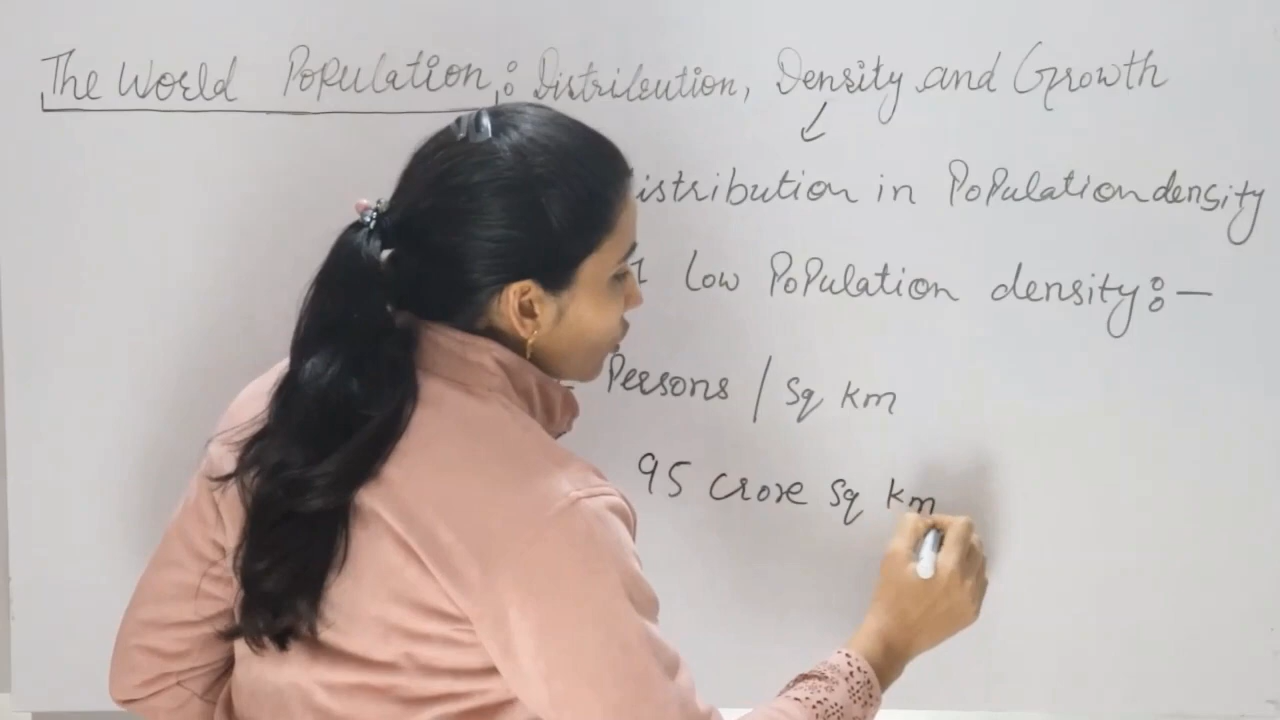 The World Population : Distribution, Density and Growth
istribution in Population density
Low Population density :-
Persons / Sq km
95 Crore Sq km